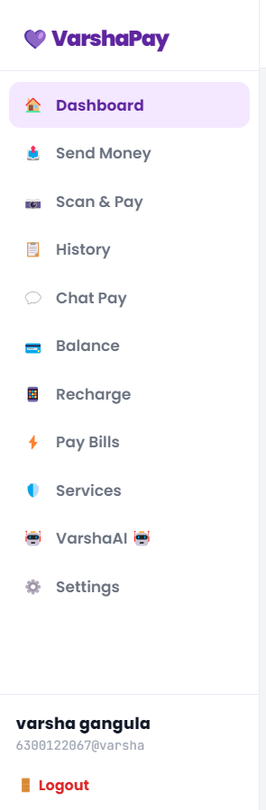 💜 VarshaPay
🏠 Dashboard
📤 Send Money
📷 Scan & Pay
📋 History
💬 Chat Pay
💳 Balance
📱 Recharge
⚡ Pay Bills
🛡️ Services
🤖 VarshaAI 🤖
⚙️ Settings
varsha gangula
6300122067@varsha
🚪 Logout